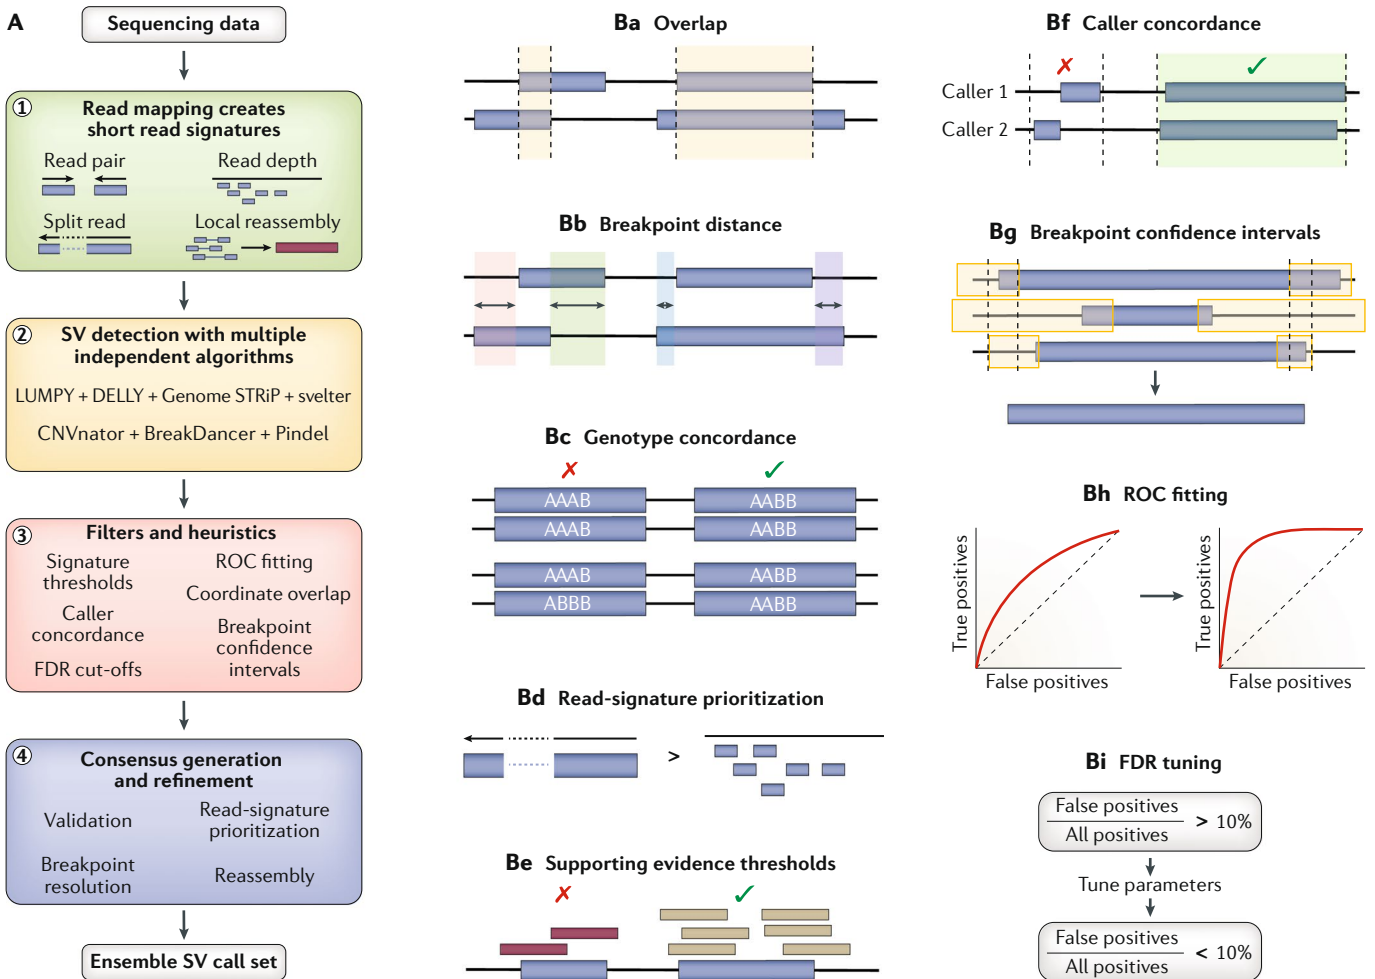 A
Sequencing data
1
Read mapping creates
short read signatures
Read pair
Read depth
Split read
Local reassembly
2
SV detection with multiple
independent algorithms
LUMPY + DELLY + Genome STRiP + svelter
CNVnator + BreakDancer + Pindel
3
Filters and heuristics
Signature
thresholds
Caller
concordance
FDR cut-offs
ROC fitting
Coordinate overlap
Breakpoint
confidence
intervals
4
Consensus generation
and refinement
Validation
Breakpoint
resolution
Read-signature
prioritization
Reassembly
Ensemble SV call set
Ba Overlap
Bb Breakpoint distance
Bc Genotype concordance
✗ ✓
AAAB AABB
AAAB AABB
AAAB AABB
ABBB AABB
Bd Read-signature prioritization
>
Be Supporting evidence thresholds
✗ ✓
Bf Caller concordance
✗ ✓
Caller 1
Caller 2
Bg Breakpoint confidence intervals
Bh ROC fitting
True positives
False positives
True positives
False positives
Bi FDR tuning
False positives
All positives
> 10%
Tune parameters
False positives
All positives
< 10%